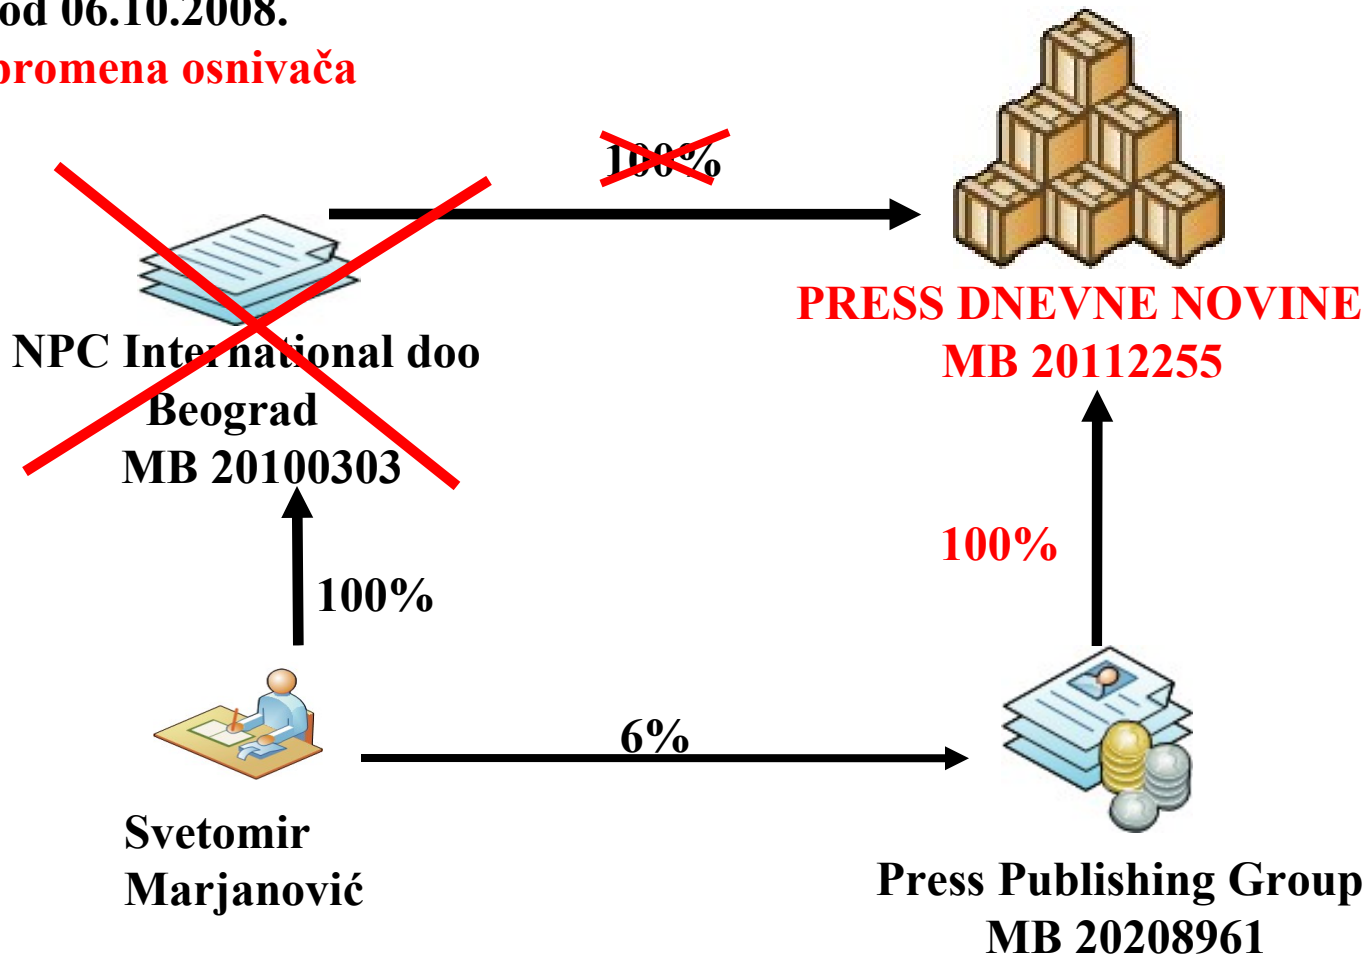 od 06.10.2008.
promena osnivača
100%
PRESS DNEVNE NOVINE
MB 20112255
NPC International doo
Beograd
MB 20100303
100%
100%
6%
Svetomir
Marjanović
Press Publishing Group
MB 20208961